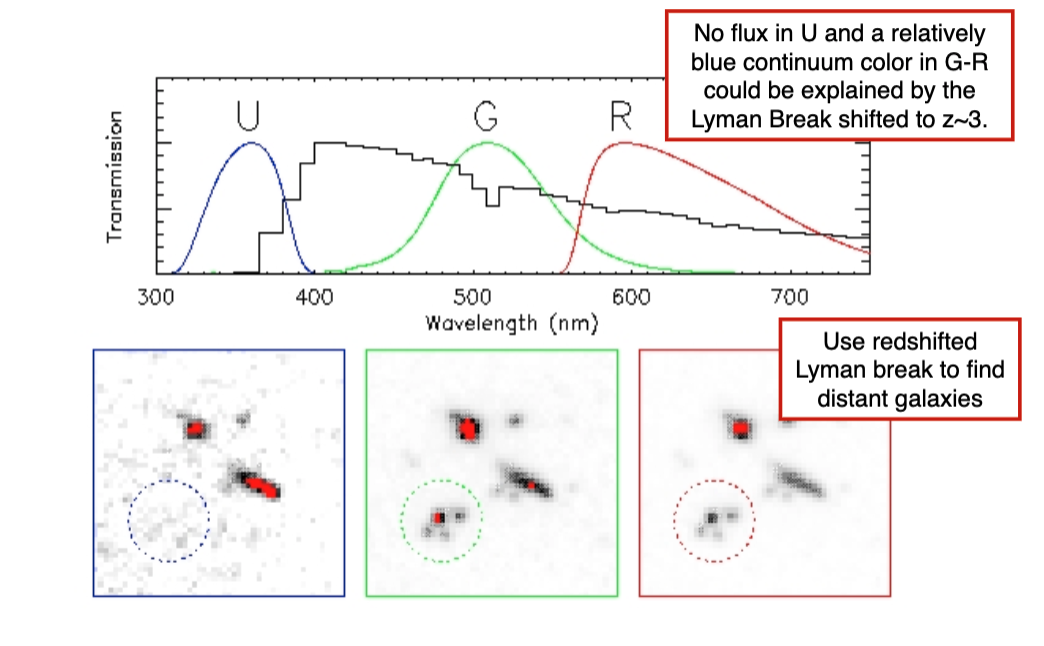 No flux in U and a relatively
blue continuum color in G-R
could be explained by the
Lyman Break shifted to z~3.
U G R
Transmission
300 400 500 600 700
Wavelength (nm)
Use redshifted
Lyman break to find
distant galaxies